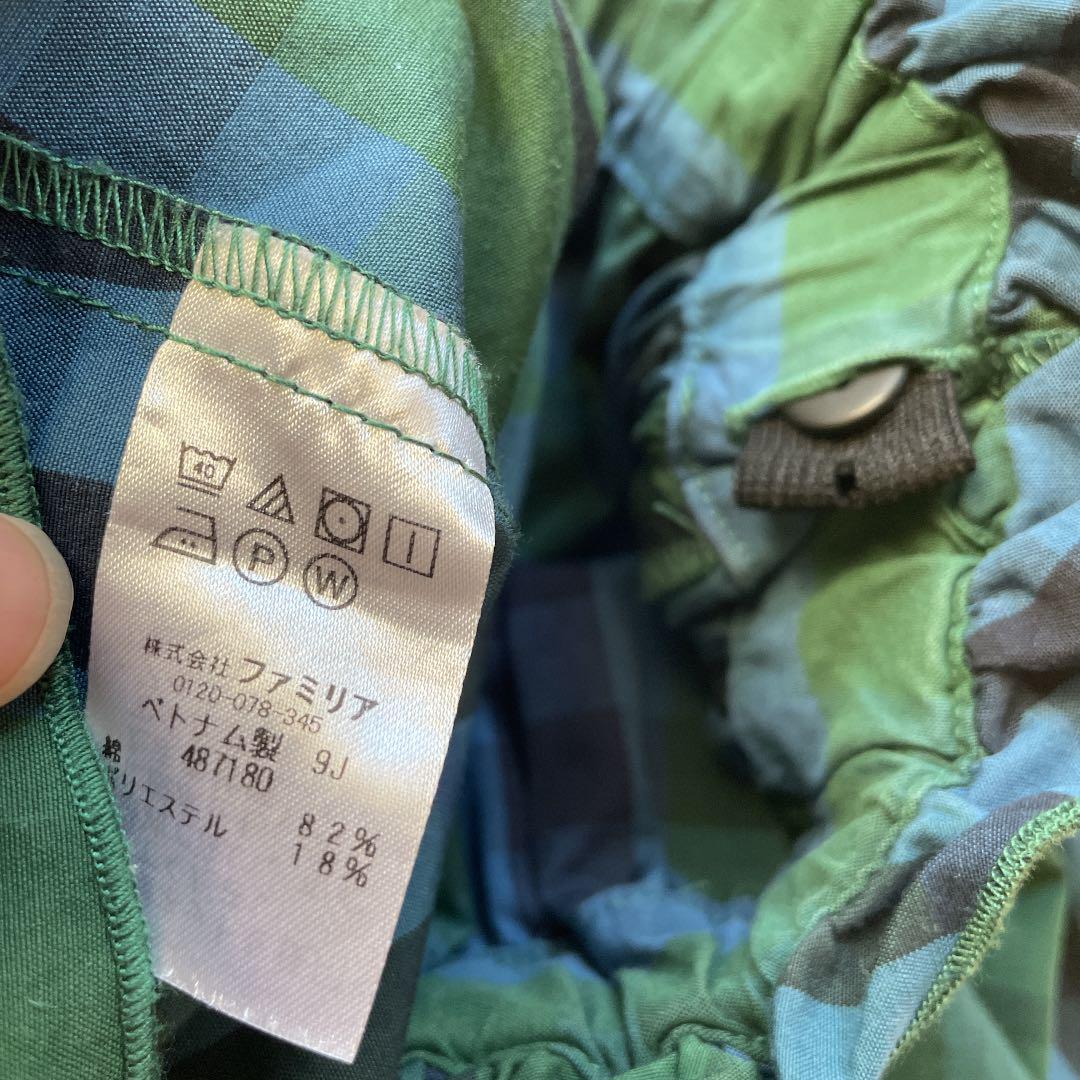 40
P W
株式会社 ファミリア
0120-078-345
ベトナム製 9J
487180
綿 82%
ポリエステル 18%